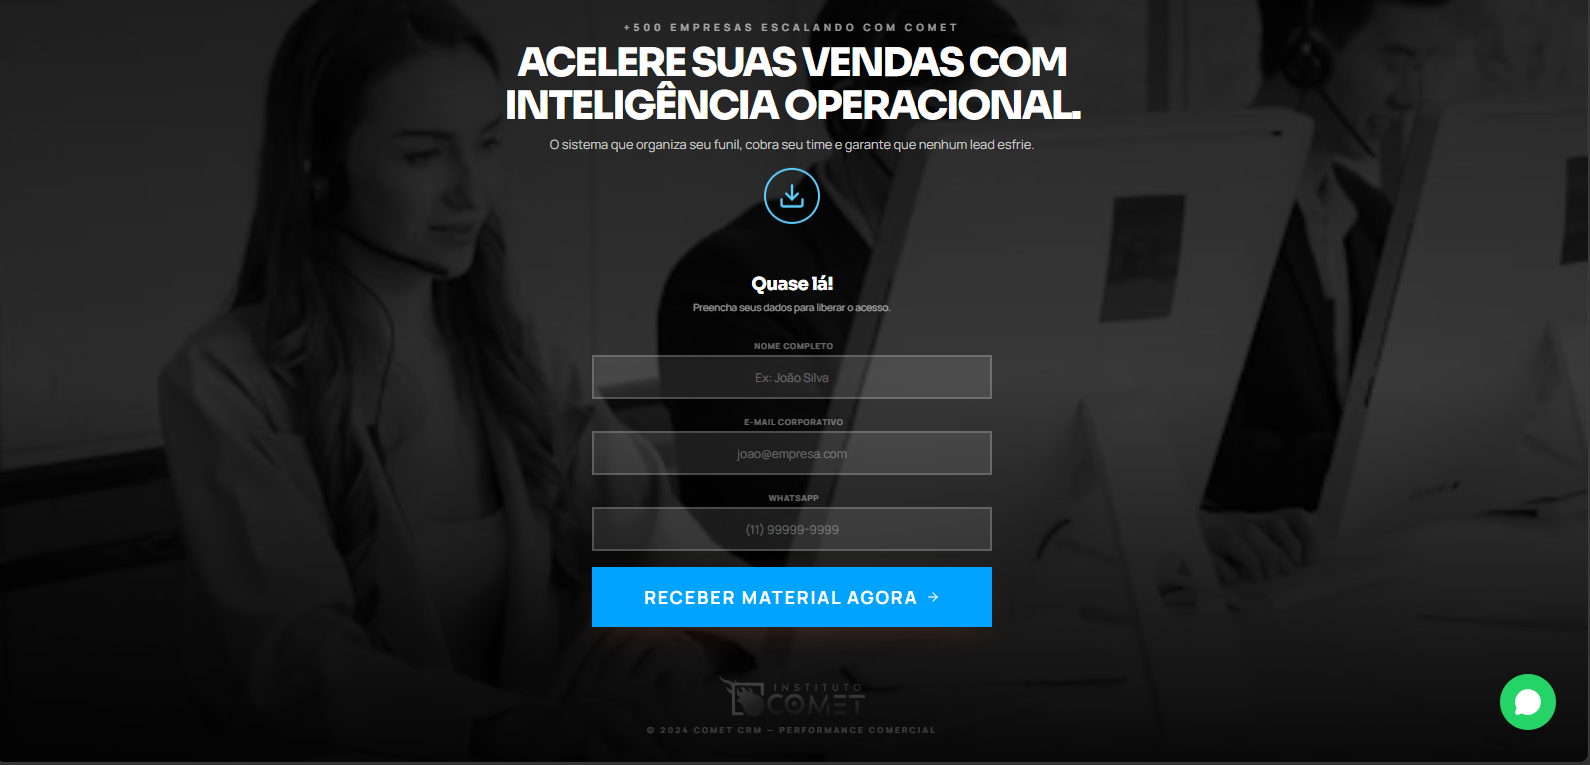 +500 EMPRESAS ESCALANDO COM COMET
ACELERE SUAS VENDAS COM
INTELIGÊNCIA OPERACIONAL.
O sistema que organiza seu funil, cobra seu time e garante que nenhum lead esfrie.
Quase lá!
Preencha seus dados para liberar o acesso.
NOME COMPLETO
Ex: João Silva
E-MAIL CORPORATIVO
joao@empresa.com
WHATSAPP
(11) 99999-9999
RECEBER MATERIAL AGORA →
INSTITUTO
COMET
© 2024 COMET CRM — PERFORMANCE COMERCIAL